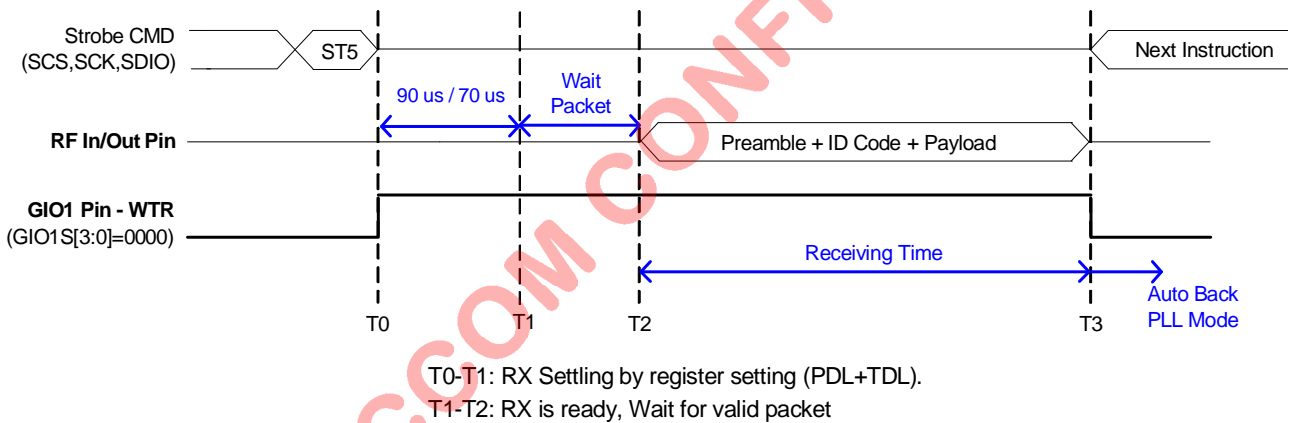 Strobe CMD
(SCS,SCK,SDIO)
ST5
Next Instruction
90 us / 70 us
Wait
Packet
RF In/Out Pin
Preamble + ID Code + Payload
GIO1 Pin - WTR
(GIO1S[3:0]=0000)
Receiving Time
Auto Back
PLL Mode
T0
T1
T2
T3
T0-T1: RX Settling by register setting (PDL+TDL).
T1-T2: RX is ready, Wait for valid packet
C.COM CONF